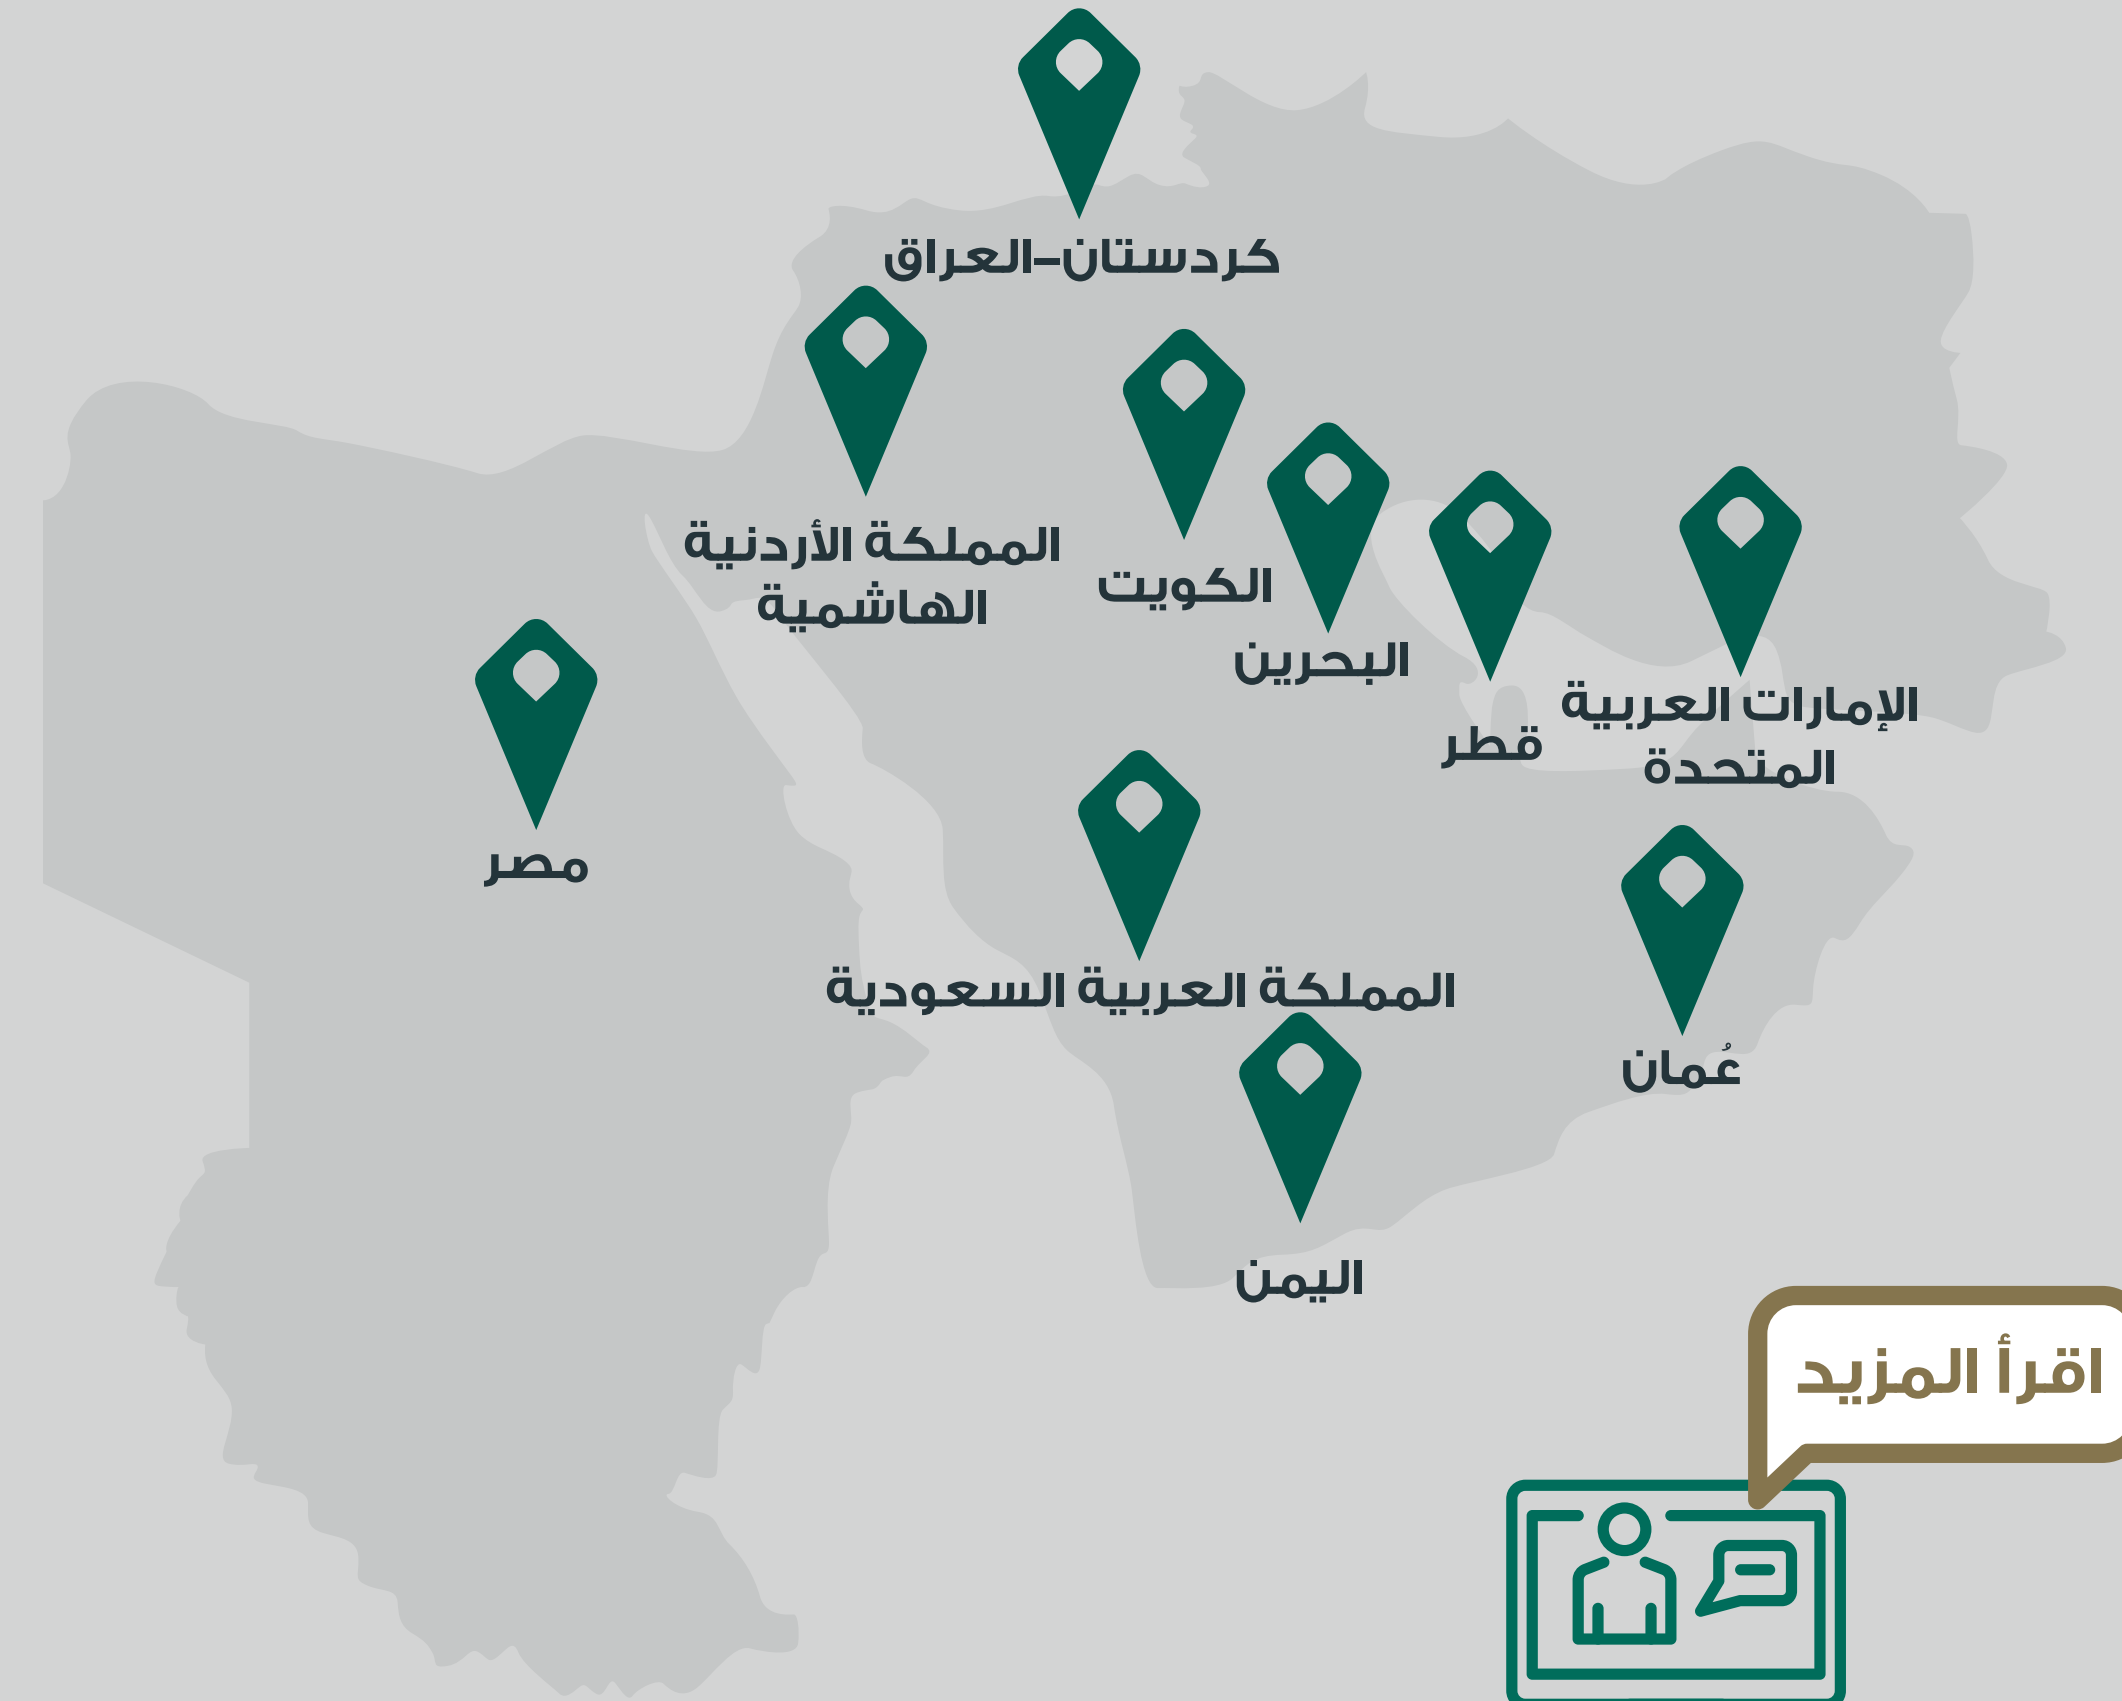 كردستان–العراق
المملكة الأردنية
الهاشمية
الكويت
البحرين
قطر
الإمارات العربية
المتحدة
مصر
المملكة العربية السعودية
عُمان
اليمن
اقرأ المزيد